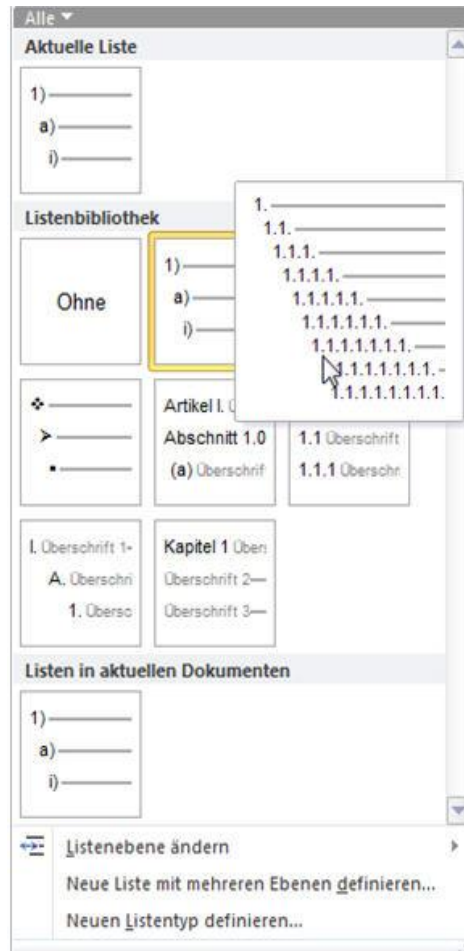 Alle
Aktuelle Liste
1)
a)
i)
Listenbibliothek
Ohne
1)
a)
i)
1.
1.1.
1.1.1.
1.1.1.1.
1.1.1.1.1.
1.1.1.1.1.1.
1.1.1.1.1.1.1.
1.1.1.1.1.1.1.1.
1.1.1.1.1.1.1.1.1.
Artikel I.
Abschnitt 1.0
(a) Überschrif
1.1 Überschrift
1.1.1 Überschr
I. Überschrift 1
A. Überschri
1. Übersc
Kapitel 1 Über
Überschrift 2
Überschrift 3
Listen in aktuellen Dokumenten
1)
a)
i)
Listenebene ändern
Neue Liste mit mehreren Ebenen definieren...
Neuen Listentyp definieren...